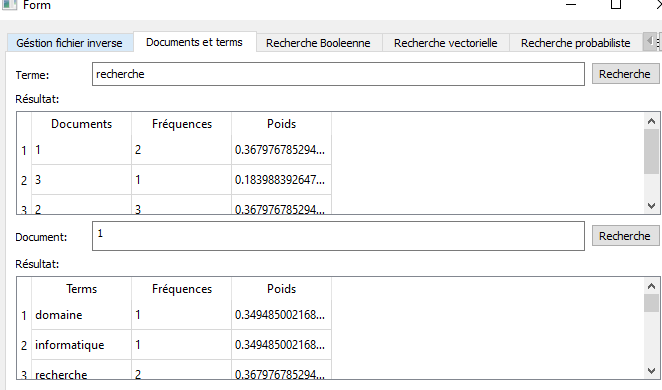 Form
Géstion fichier inverse Documents et terms Recherche Booleenne Recherche vectorielle Recherche probabiliste
Terme: recherche Recherche
Résultat:
Documents Fréquences Poids
1 1 2 0.367976785294...
2 3 1 0.183988392647...
3 2 3 0.367976785294...
Document: 1 Recherche
Résultat:
Terms Fréquences Poids
1 domaine 1 0.349485002168...
2 informatique 1 0.349485002168...
3 recherche 2 0.367976785294...